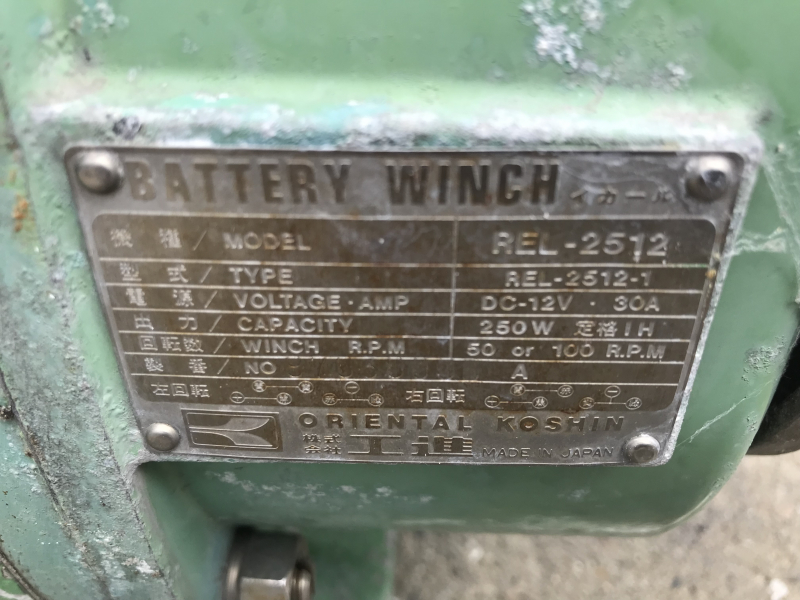 BATTERY WINCH イカール
機種/MODEL REL-2512
型式/TYPE REL-2512-1
電源/VOLTAGE・AMP DC-12V・30A
出力/CAPACITY 250W 定格1H
回転数/WINCH R.P.M 50 or 100 R.P.M
製番/NO A
左回転 右回転
ORIENTAL KOSHIN
株式会社 工進 MADE IN JAPAN